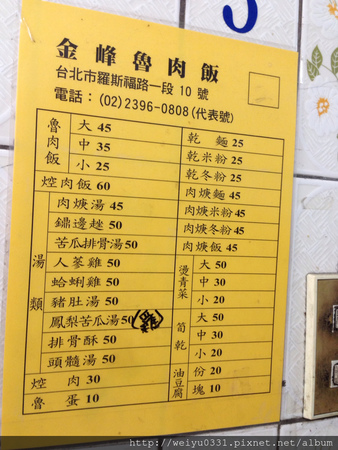 金峰魯肉飯
台北市羅斯福路一段 10 號
電話：(02)2396-0808(代表號)
魯肉飯
大 45
中 35
小 25
焢肉飯 60
湯類
肉焿湯 45
鍋邊趖 50
苦瓜排骨湯50
人蔘雞 50
蛤蜊雞 50
豬肚湯 50
鳳梨苦瓜湯50
排骨酥 50
頭髓湯 50
焢肉 30
魯蛋 10
乾麵 25
乾米粉 25
乾冬粉 25
肉焿麵 45
肉焿米粉 45
肉焿冬粉 45
肉焿飯 45
燙青菜
大 50
中 30
小 20
筍乾
大 50
中 30
小 20
油豆腐
份 20
塊 10
http://weiyu0331.pixnet.net/album